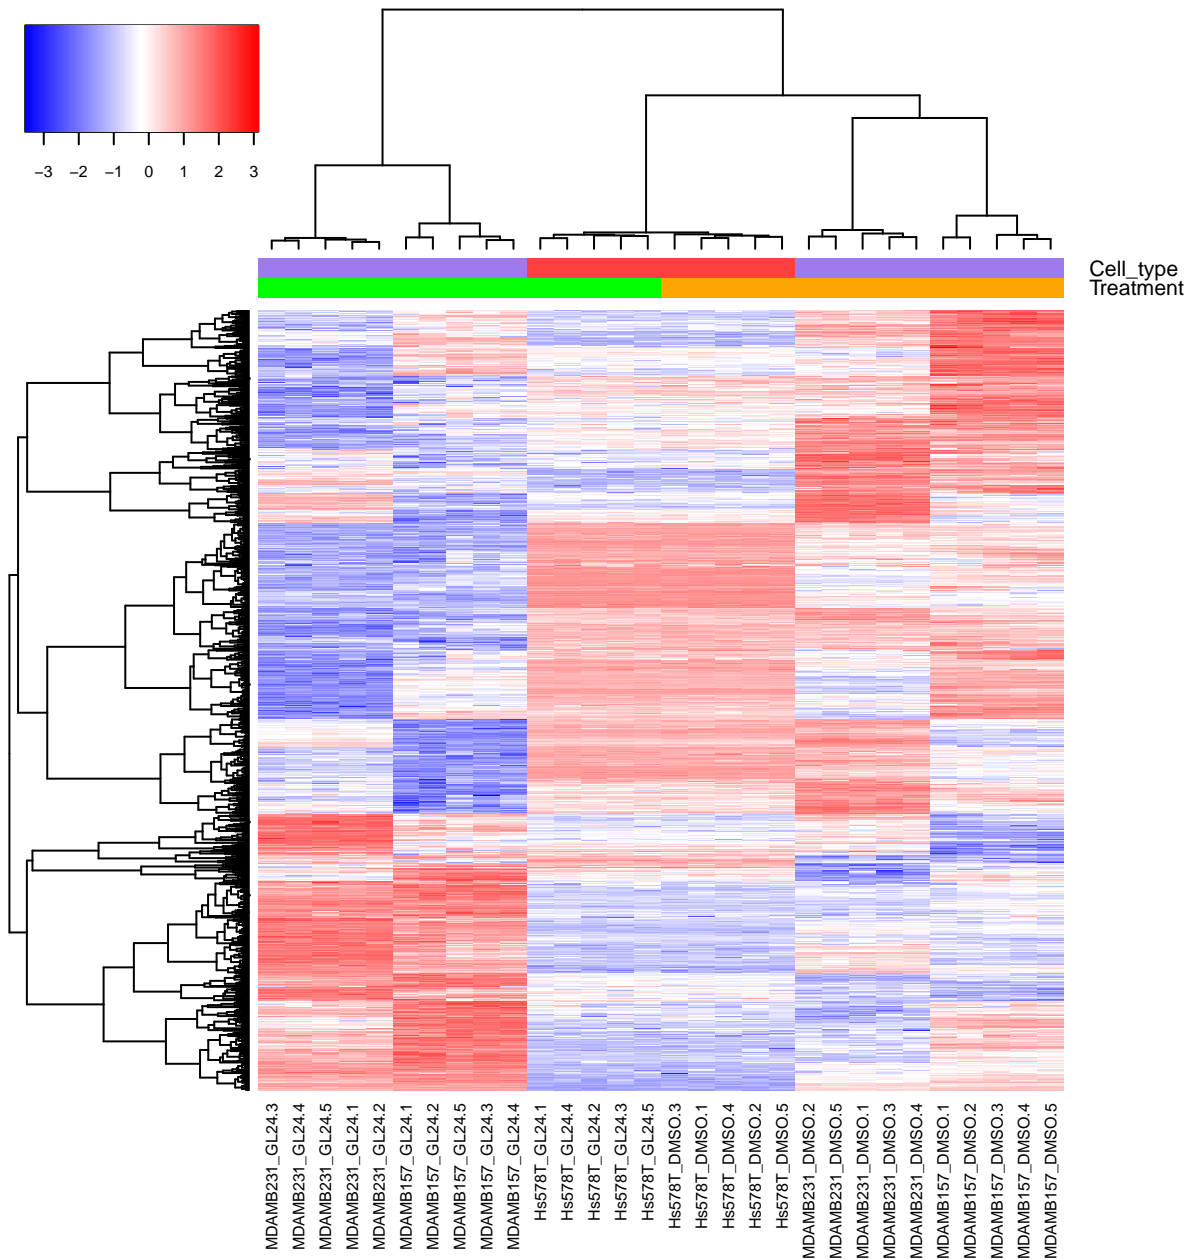 −3 −2 −1 0 1 2 3
Cell_type
Treatment
MDAMB231_GL24.3
MDAMB231_GL24.4
MDAMB231_GL24.5
MDAMB231_GL24.1
MDAMB231_GL24.2
MDAMB157_GL24.1
MDAMB157_GL24.2
MDAMB157_GL24.5
MDAMB157_GL24.3
MDAMB157_GL24.4
Hs578T_GL24.1
Hs578T_GL24.4
Hs578T_GL24.2
Hs578T_GL24.3
Hs578T_GL24.5
Hs578T_DMSO.3
Hs578T_DMSO.1
Hs578T_DMSO.4
Hs578T_DMSO.2
Hs578T_DMSO.5
MDAMB231_DMSO.2
MDAMB231_DMSO.5
MDAMB231_DMSO.1
MDAMB231_DMSO.3
MDAMB231_DMSO.4
MDAMB157_DMSO.1
MDAMB157_DMSO.2
MDAMB157_DMSO.3
MDAMB157_DMSO.4
MDAMB157_DMSO.5